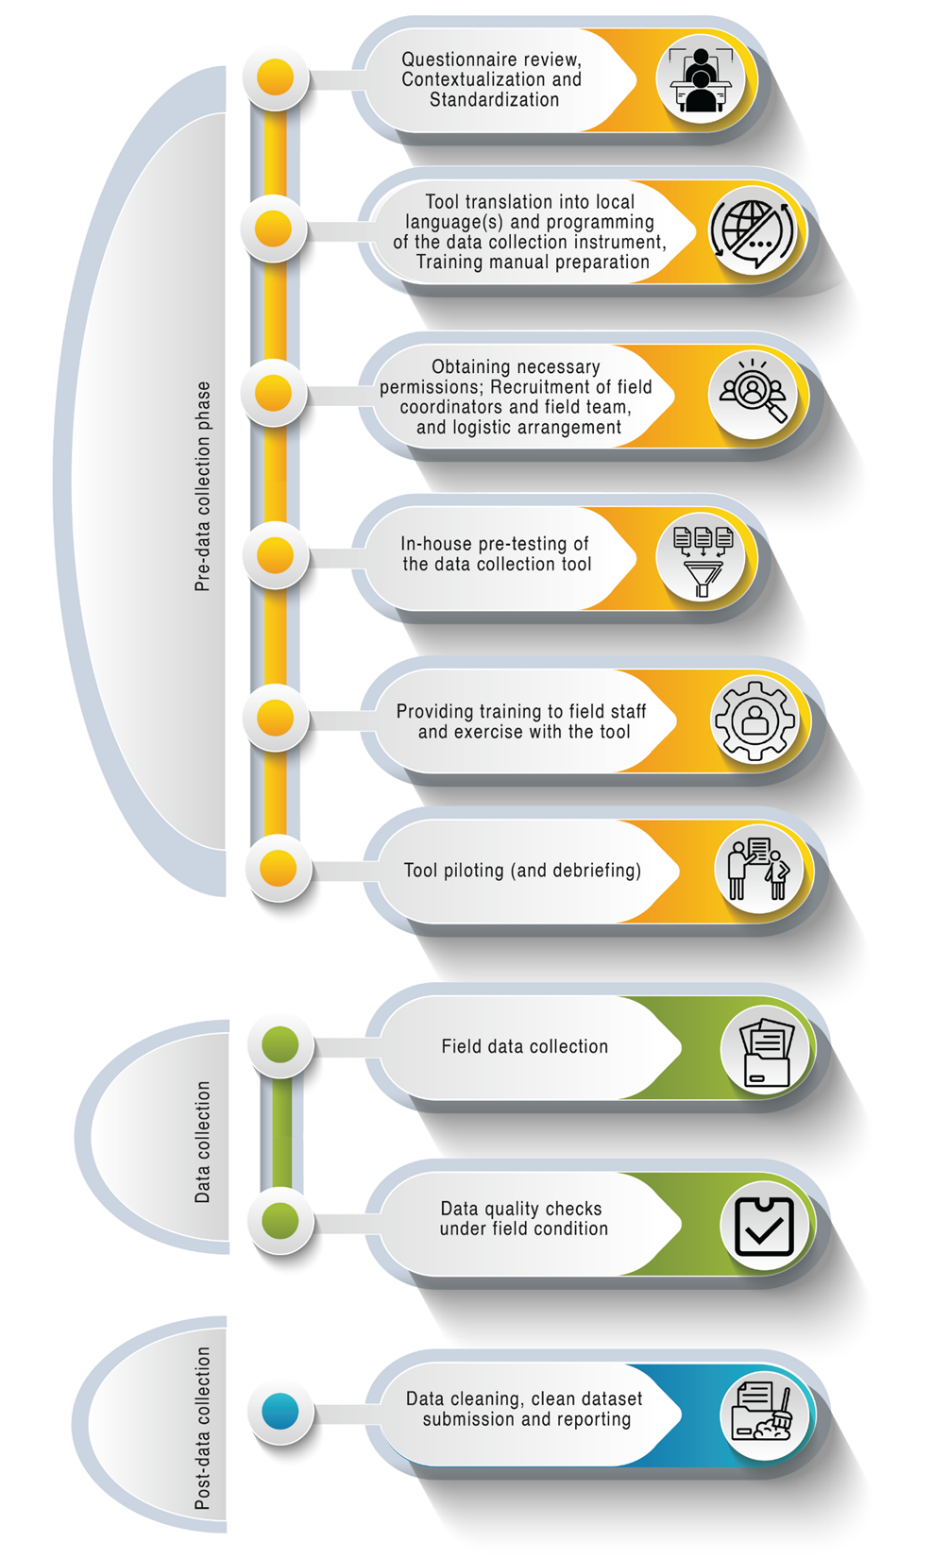 Pre-data collection phase
Questionnaire review,
Contextualization and
Standardization
Tool translation into local
language(s) and programming
of the data collection instrument,
Training manual preparation
Obtaining necessary
permissions; Recruitment of field
coordinators and field team,
and logistic arrangement
In-house pre-testing of
the data collection tool
Providing training to field staff
and exercise with the tool
Tool piloting (and debriefing)
Data collection
Field data collection
Data quality checks
under field condition
Post-data collection
Data cleaning, clean dataset
submission and reporting